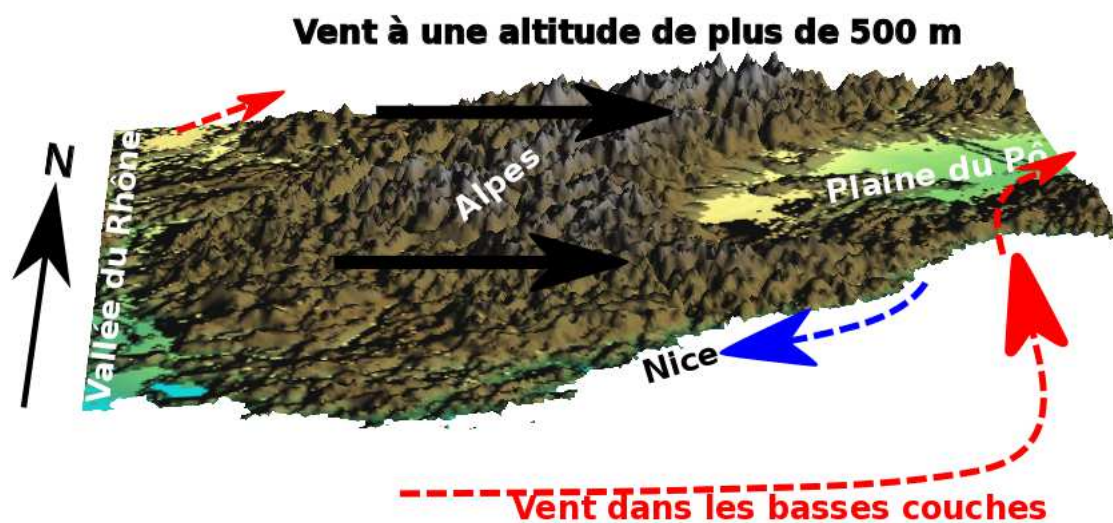 Vent à une altitude de plus de 500 m
N
Vallée du Rhône
Alpes
Plaine du Pô
Nice
Vent dans les basses couches